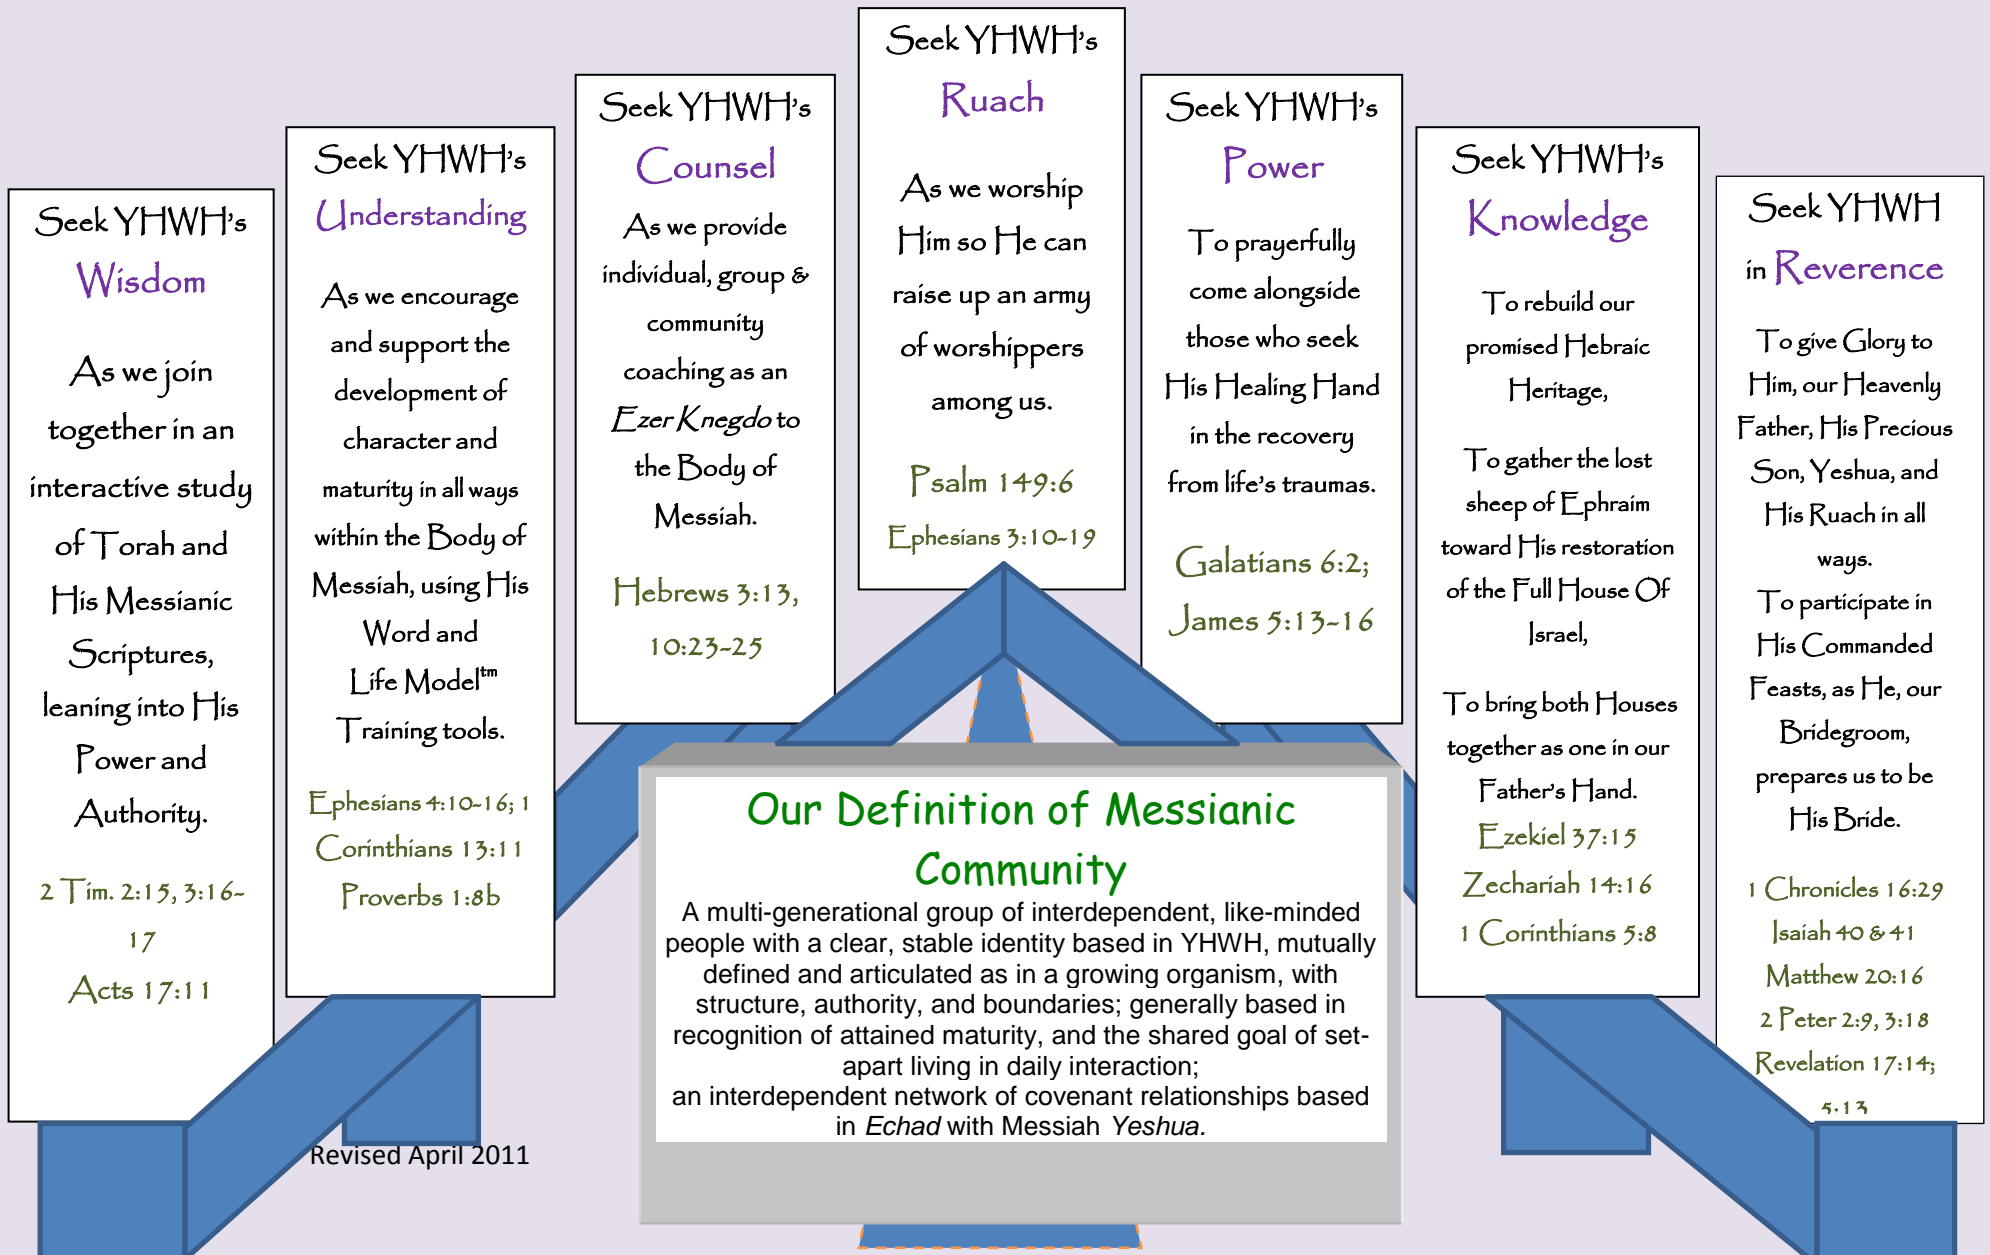 Seek YHWH's
Wisdom
As we join
together in an
interactive study
of Torah and
His Messianic
Scriptures,
leaning into His
Power and
Authority.
2 Tim. 2:15, 3:16-
17
Acts 17:11
Seek YHWH's
Understanding
As we encourage
and support the
development of
character and
maturity in all ways
within the Body of
Messiah, using His
Word and
Life Model™
Training tools.
Ephesians 4:10-16; 1
Corinthians 13:11
Proverbs 1:8b
Seek YHWH's
Counsel
As we provide
individual, group &
community
coaching as an
Ezer Knegdo to
the Body of
Messiah.
Hebrews 3:13,
10:23-25
Seek YHWH's
Ruach
As we worship
Him so He can
raise up an army
of worshippers
among us.
Psalm 149:6
Ephesians 3:10-19
Seek YHWH's
Power
To prayerfully
come alongside
those who seek
His Healing Hand
in the recovery
from life's traumas.
Galatians 6:2;
James 5:13-16
Seek YHWH's
Knowledge
To rebuild our
promised Hebraic
Heritage,
To gather the lost
sheep of Ephraim
toward His restoration
of the Full House Of
Israel,
To bring both Houses
together as one in our
Father's Hand.
Ezekiel 37:15
Zechariah 14:16
1 Corinthians 5:8
Seek YHWH
in Reverence
To give Glory to
Him, our Heavenly
Father, His Precious
Son, Yeshua, and
His Ruach in all
ways.
To participate in
His Commanded
Feasts, as He, our
Bridegroom,
prepares us to be
His Bride.
1 Chronicles 16:29
Isaiah 40 & 41
Matthew 20:16
2 Peter 2:9, 3:18
Revelation 17:14;
5:13
Our Definition of Messianic
Community
A multi-generational group of interdependent, like-minded
people with a clear, stable identity based in YHWH, mutually
defined and articulated as in a growing organism, with
structure, authority, and boundaries; generally based in
recognition of attained maturity, and the shared goal of set-
apart living in daily interaction;
an interdependent network of covenant relationships based
in Echad with Messiah Yeshua.
Revised April 2011